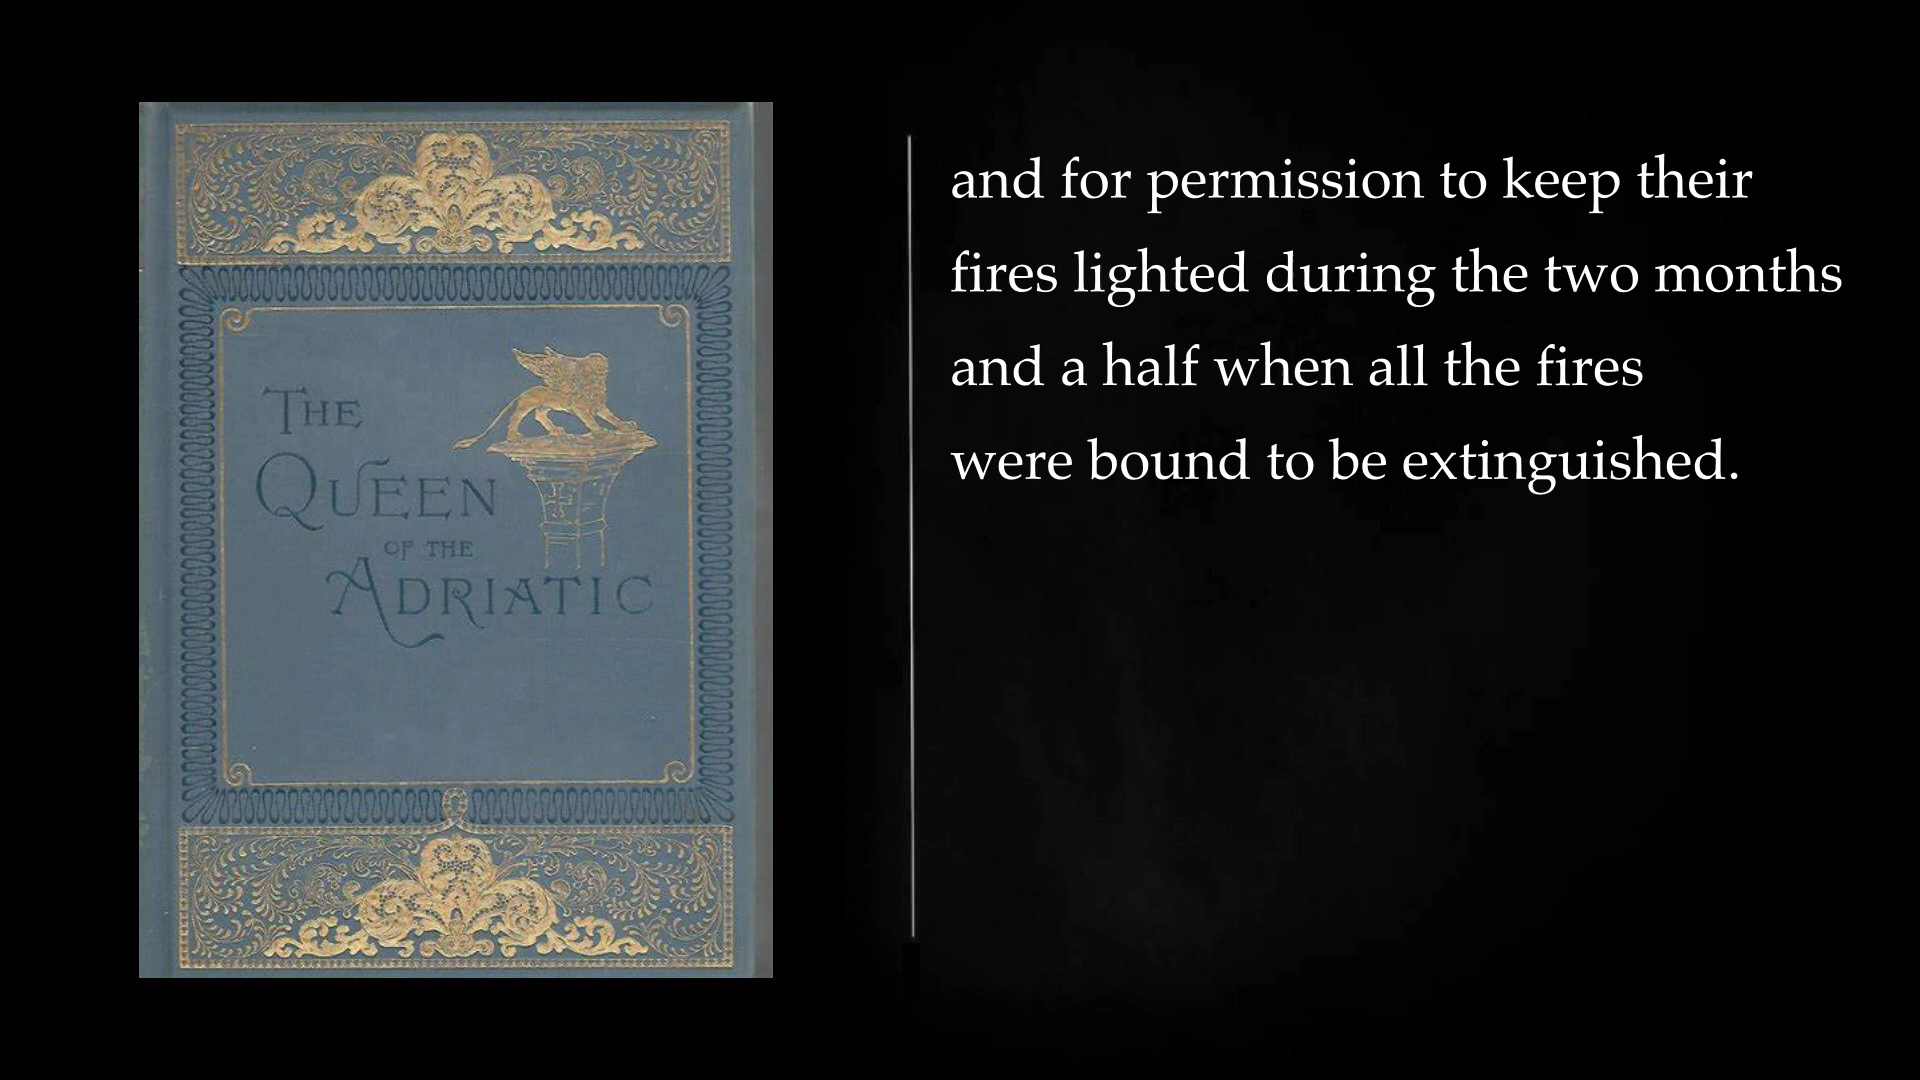 THE
QUEEN
OF THE
ADRIATIC
and for permission to keep their
fires lighted during the two months
and a half when all the fires
were bound to be extinguished.